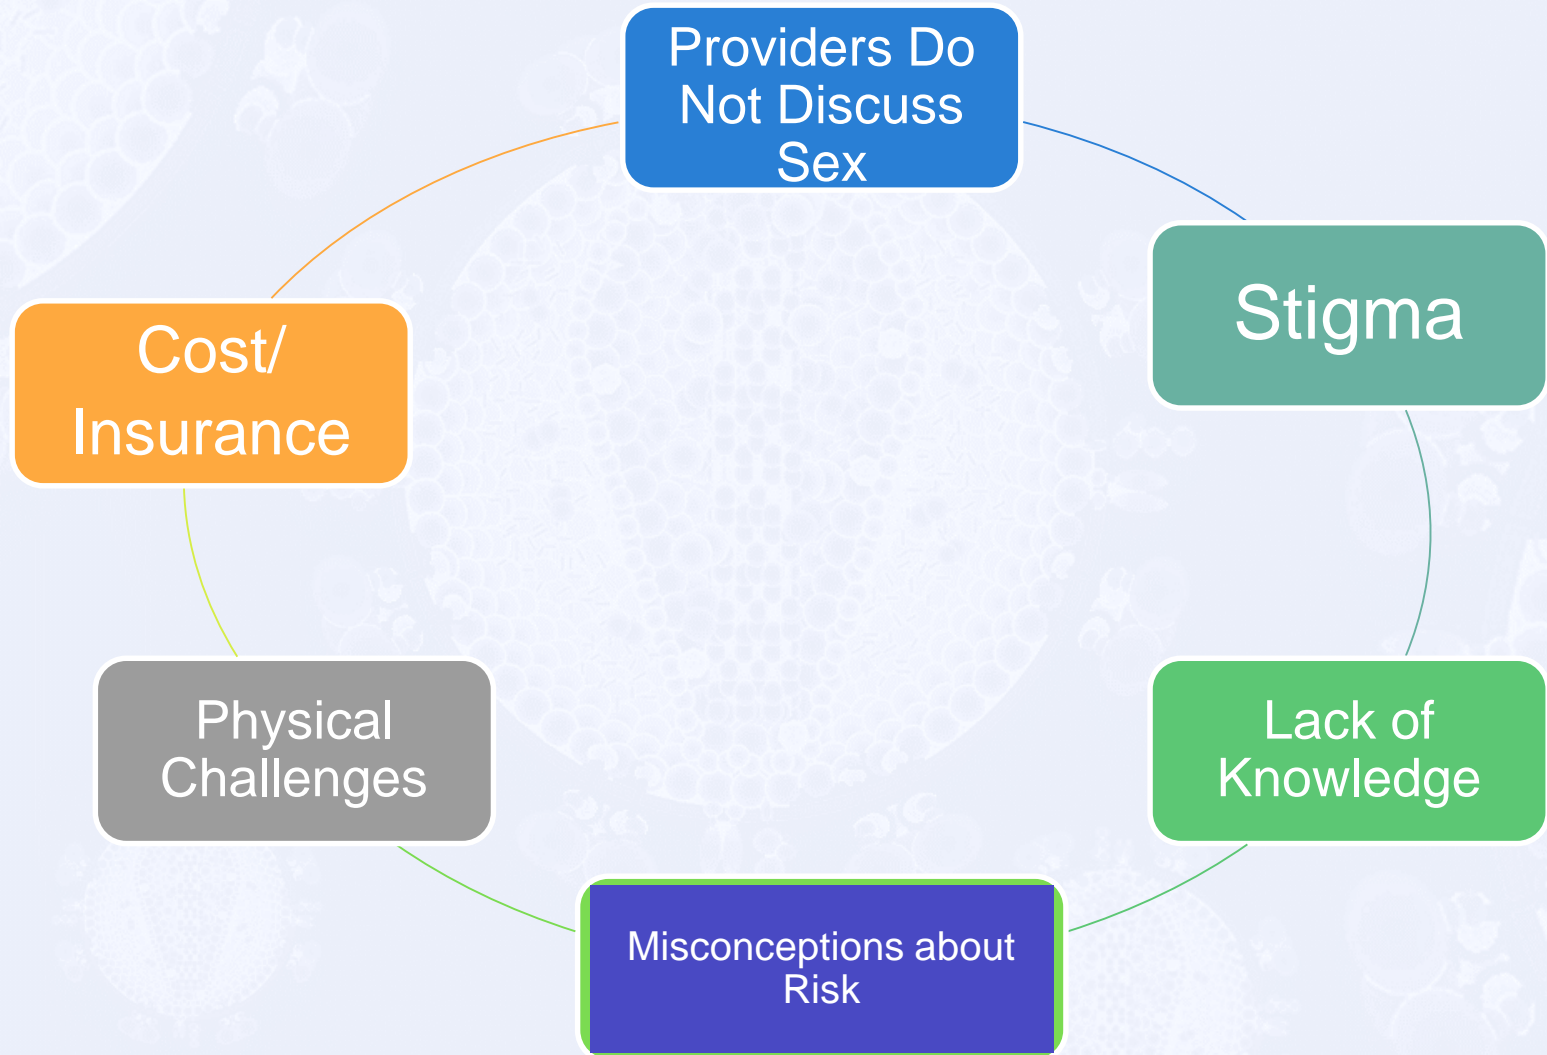 Providers Do
Not Discuss
Sex
Stigma
Cost/
Insurance
Physical
Challenges
Lack of
Knowledge
Misconceptions about
Risk